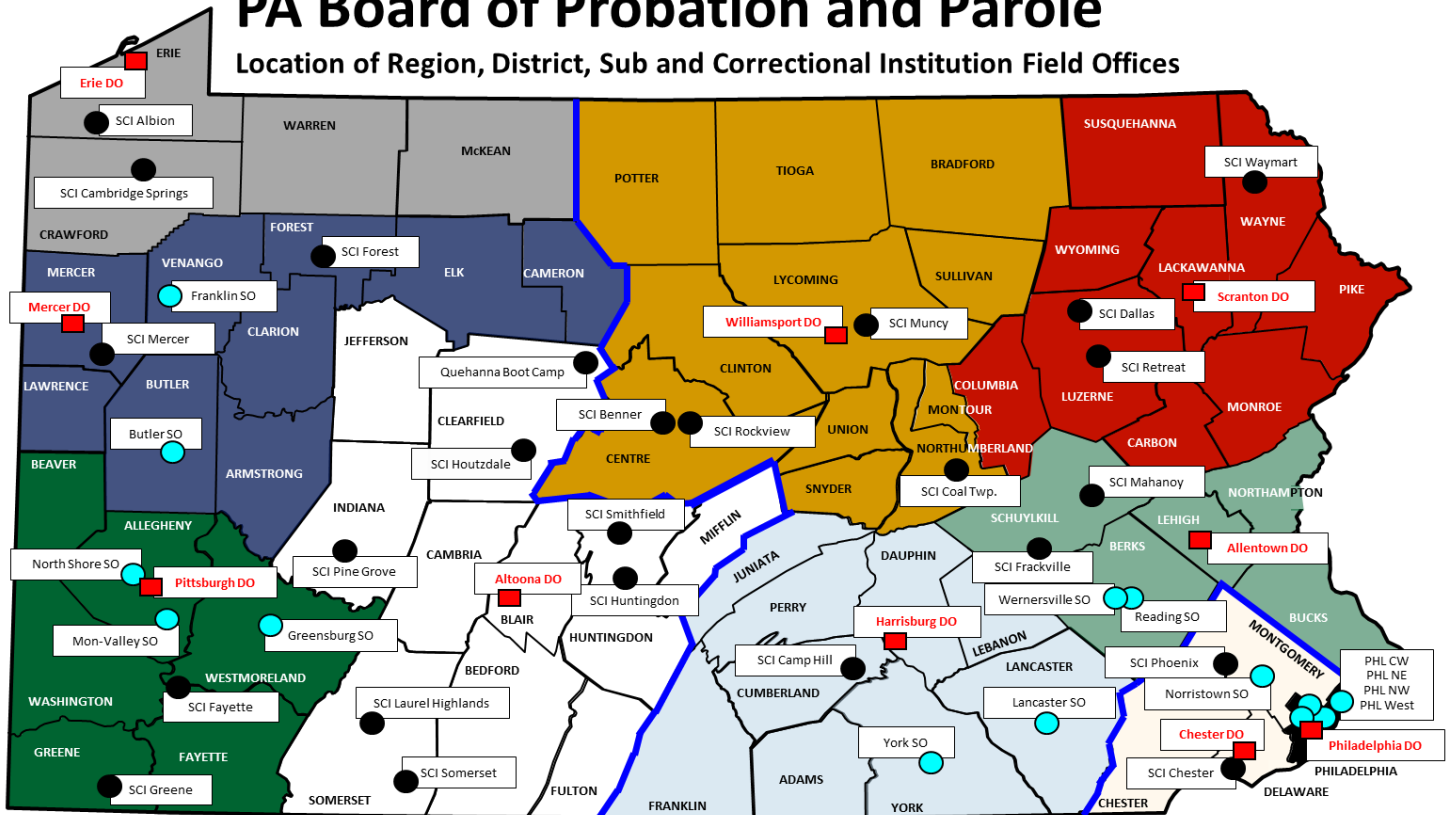 PA Board of Probation and Parole
Location of Region, District, Sub and Correctional Institution Field Offices
ERIE
Erie DO
SCI Albion
WARREN
McKEAN
SCI Cambridge Springs
CRAWFORD
POTTER
TIOGA
BRADFORD
SUSQUEHANNA
SCI Waymart
WAYNE
WYOMING
LACKAWANNA
Scranton DO
PIKE
SCI Dallas
SCI Retreat
LUZERNE
COLUMBIA
MONTOUR
NORTHUMBERLAND
MONROE
CARBON
FOREST
SCI Forest
ELK
CAMERON
MERCER
VENANGO
Franklin SO
Mercer DO
SCI Mercer
CLARION
LAWRENCE
BUTLER
Butler SO
ARMSTRONG
JEFFERSON
Quehanna Boot Camp
CLEARFIELD
SCI Houtzdale
LYCOMING
SULLIVAN
Williamsport DO
SCI Muncy
CLINTON
SCI Benner
SCI Rockview
CENTRE
UNION
SNYDER
SCI Coal Twp.
BEAVER
ALLEGHENY
North Shore SO
Pittsburgh DO
Mon-Valley SO
Greensburg SO
WESTMORELAND
SCI Fayette
WASHINGTON
GREENE
FAYETTE
SCI Greene
INDIANA
SCI Pine Grove
CAMBRIA
SCI Smithfield
MIFFLIN
Altoona DO
BLAIR
SCI Huntingdon
HUNTINGDON
BEDFORD
SCI Laurel Highlands
SCI Somerset
SOMERSET
FULTON
JUNIATA
DAUPHIN
PERRY
Harrisburg DO
LEBANON
SCI Camp Hill
CUMBERLAND
LANCASTER
Lancaster SO
York SO
ADAMS
YORK
FRANKLIN
SCI Mahanoy
NORTHAMPTON
SCHUYLKILL
LEHIGH
BERKS
Allentown DO
SCI Frackville
Wernersville SO
Reading SO
BUCKS
MONTGOMERY
SCI Phoenix
Norristown SO
PHL CW
PHL NE
PHL NW
PHL West
Chester DO
Philadelphia DO
SCI Chester
PHILADELPHIA
DELAWARE
CHESTER